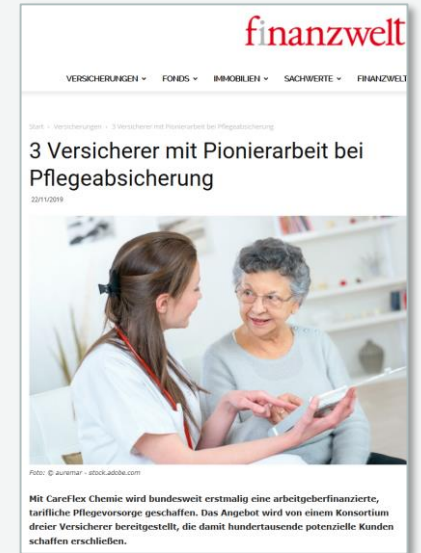 finanzwelt
VERSICHERUNGEN FONDS IMMOBILIEN SACHWERTE FINANZWELT
Start › Versicherungen › 3 Versicherer mit Pionierarbeit bei Pflegeabsicherung
3 Versicherer mit Pionierarbeit bei
Pflegeabsicherung
22/11/2019
Foto: © auremar - stock.adobe.com
Mit CareFlex Chemie wird bundesweit erstmalig eine arbeitgeberfinanzierte,
tarifliche Pflegevorsorge geschaffen. Das Angebot wird von einem Konsortium
dreier Versicherer bereitgestellt, die damit hunderttausende potenzielle Kunden
schaffen erschließen.